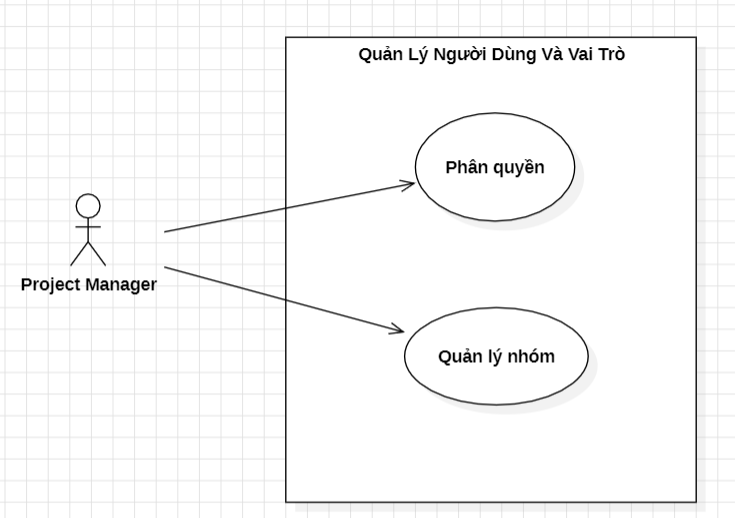 Quản Lý Người Dùng Và Vai Trò
Phân quyền
Project Manager
Quản lý nhóm